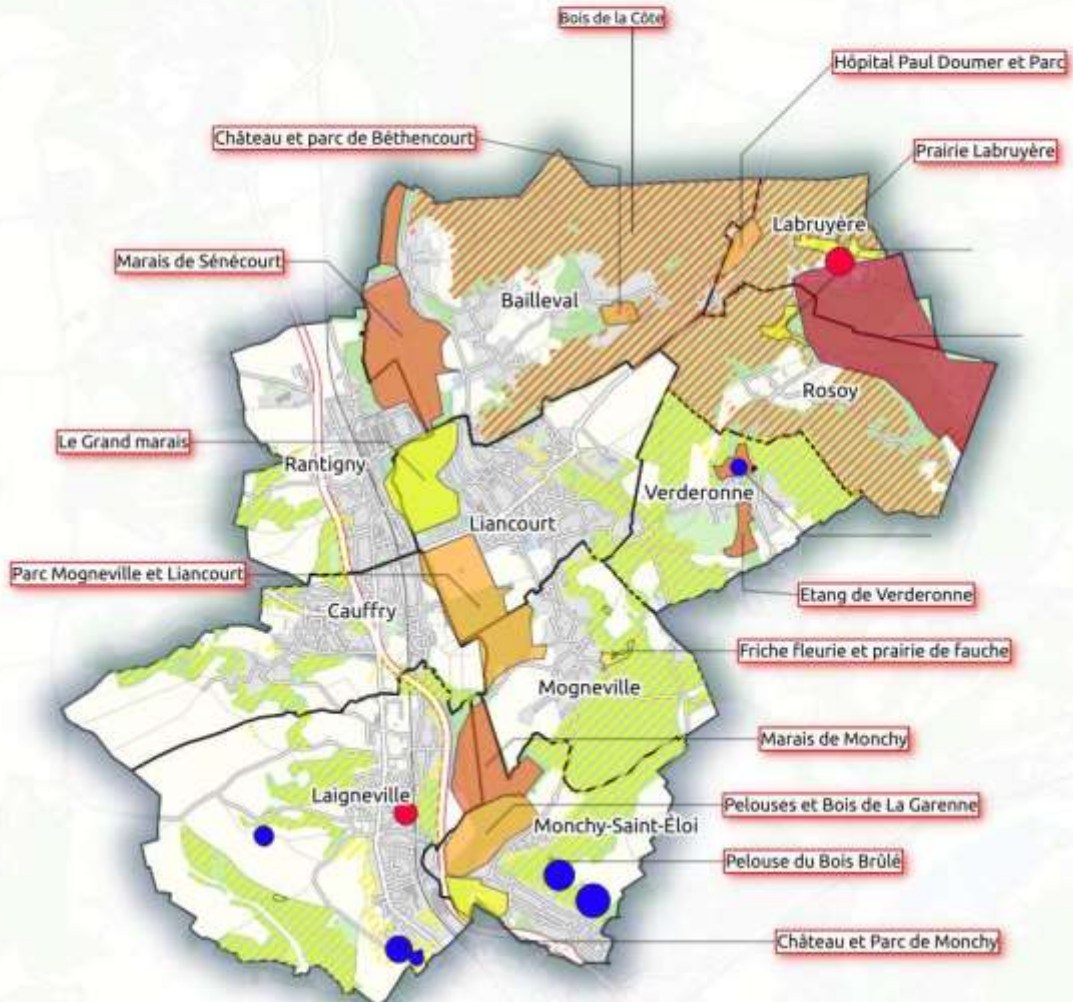 Bois de la Côte
Hôpital Paul Doumer et Parc
Château et parc de Béthencourt
Prairie Labruyère
Labruyère
Marais de Sénécourt
Bailleval
Rosoy
Le Grand marais
Rantigny
Verderonne
Liancourt
Parc Mogneville et Liancourt
Etang de Verderonne
Cauffry
Friche fleurie et prairie de fauche
Mogneville
Marais de Monchy
Laigneville
Pelouses et Bois de La Garenne
Monchy-Saint-Éloi
Pelouse du Bois Brûlé
Château et Parc de Monchy